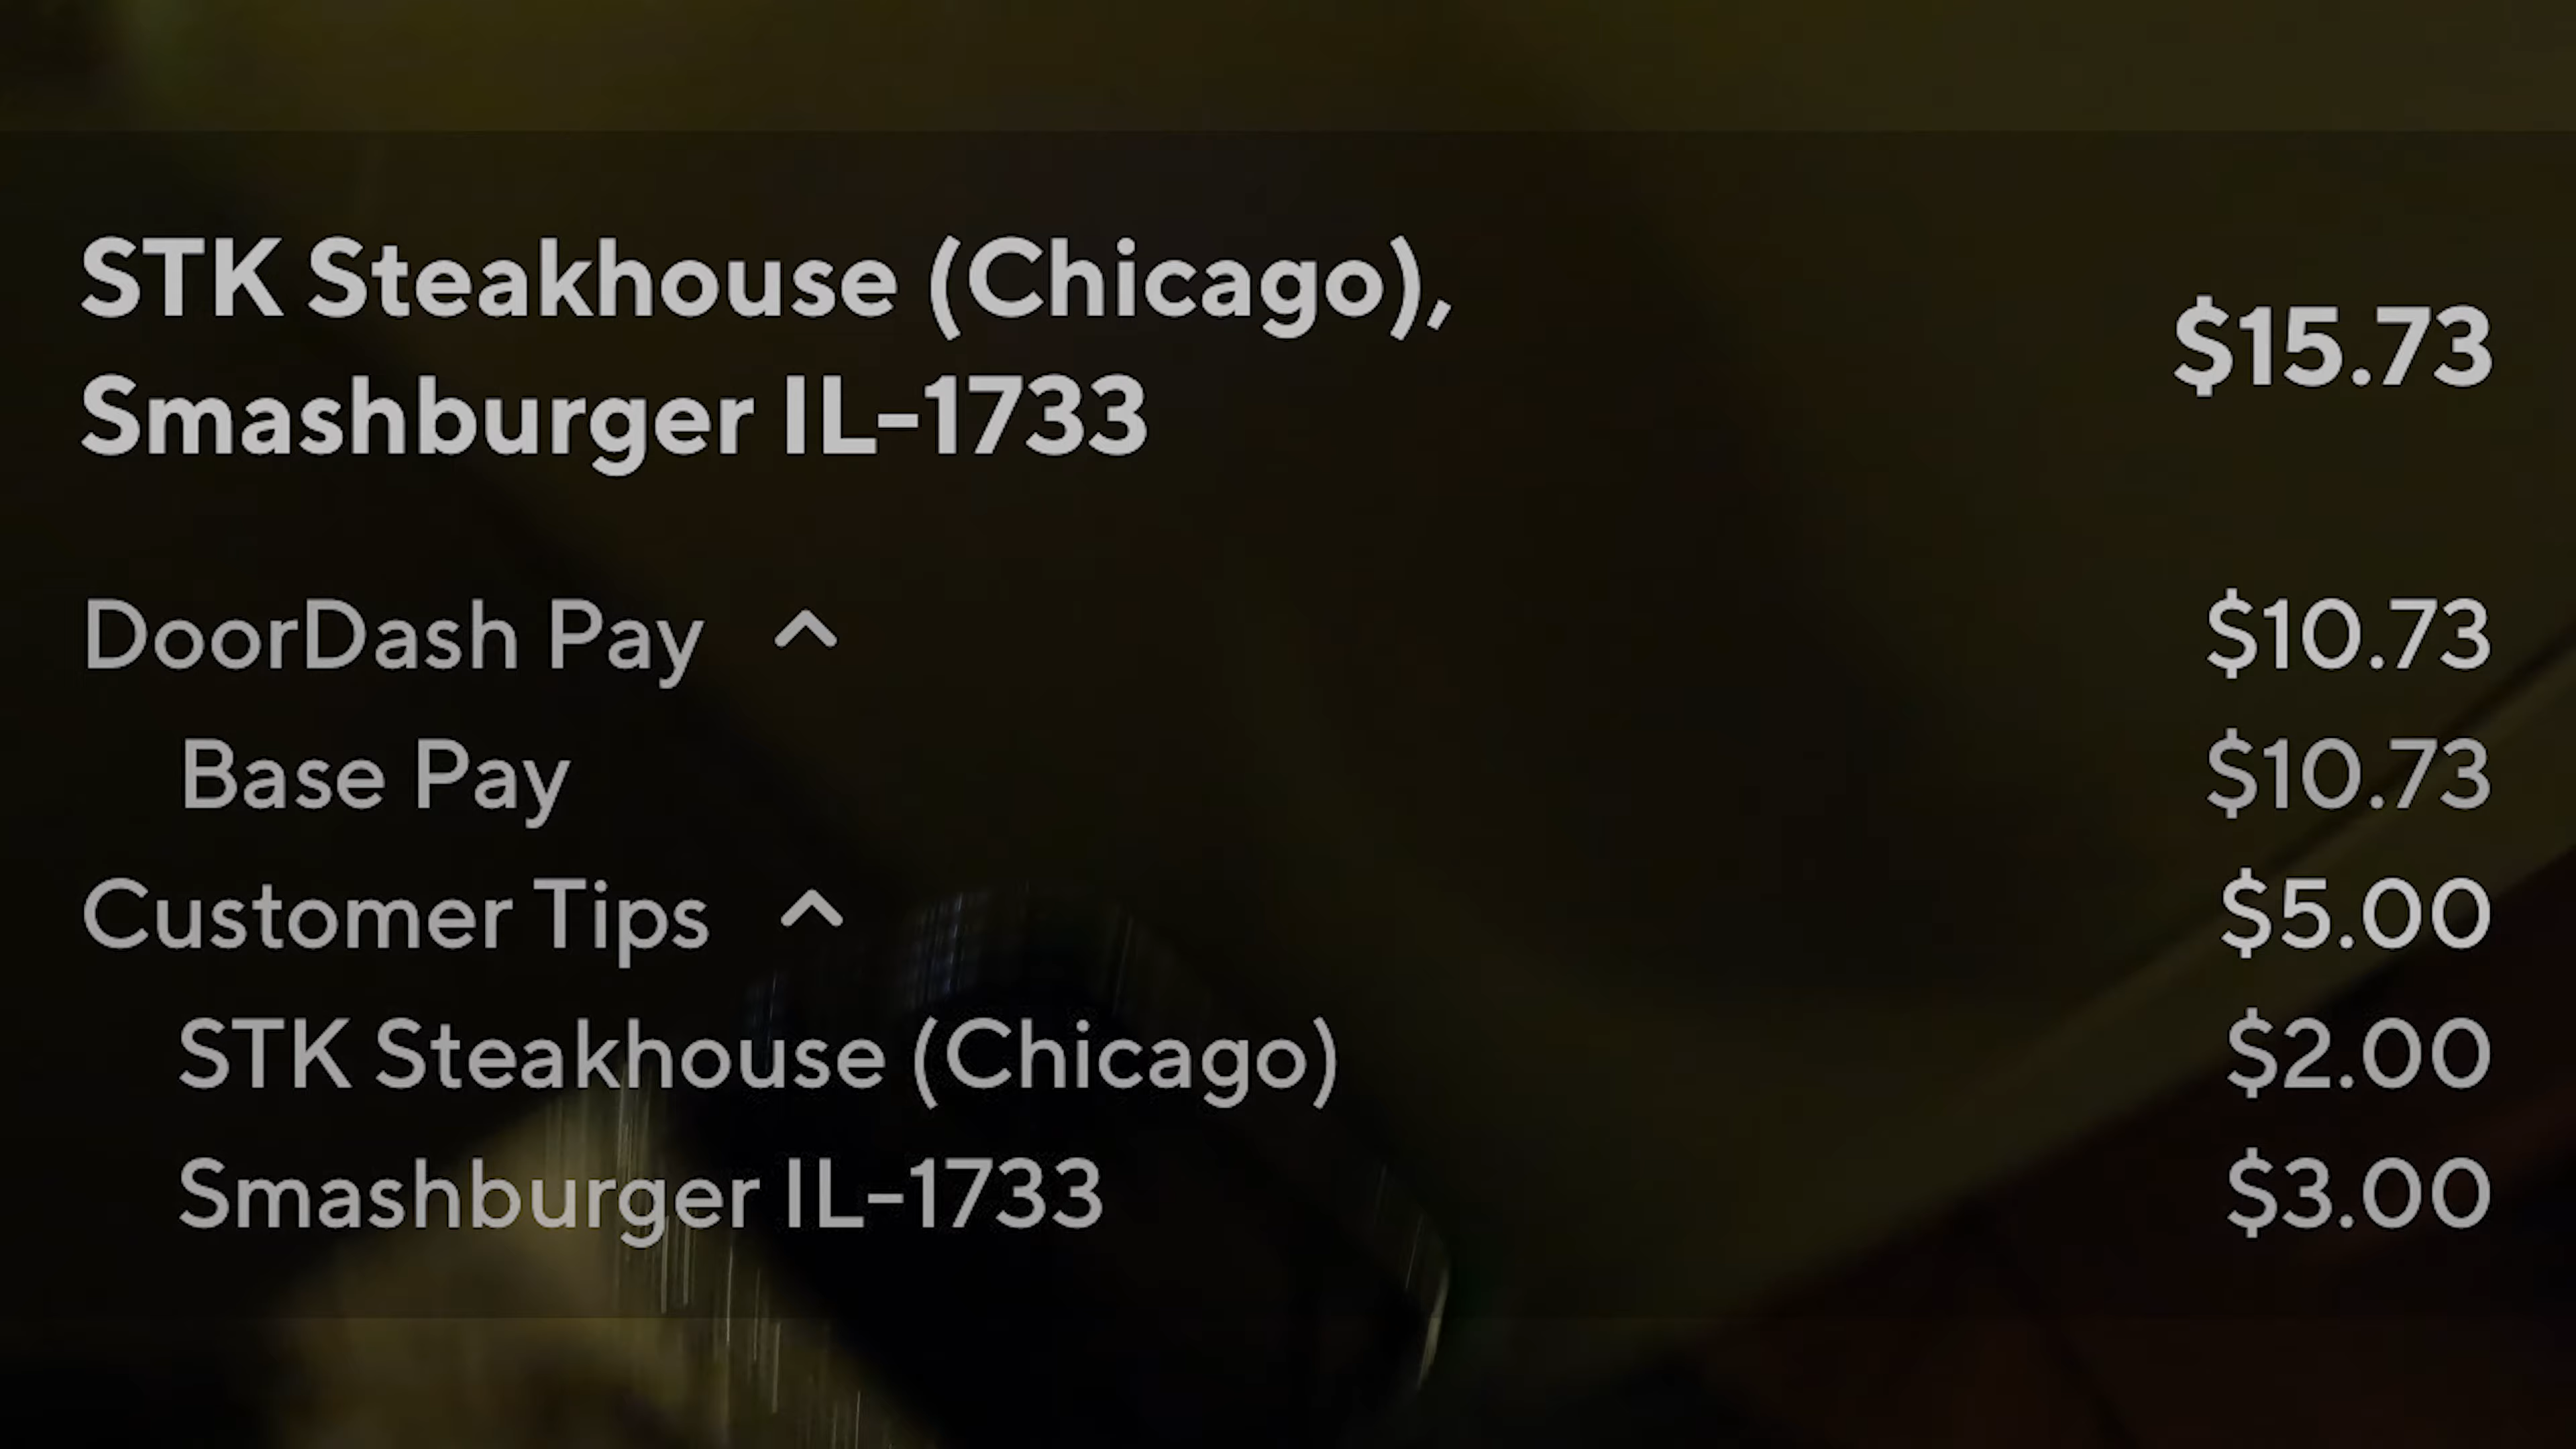 STK Steakhouse (Chicago),
Smashburger IL-1733
$15.73
DoorDash Pay ^ $10.73
Base Pay $10.73
Customer Tips ^ $5.00
STK Steakhouse (Chicago) $2.00
Smashburger IL-1733 $3.00